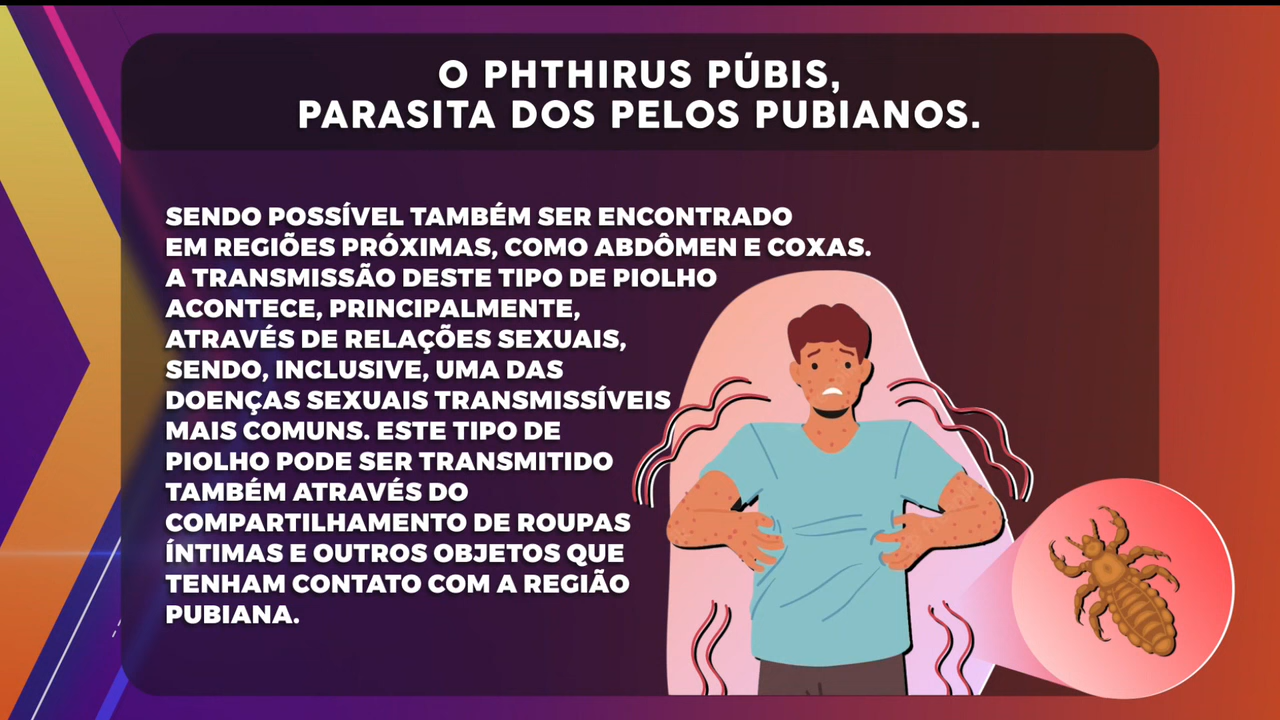 O PHTHIRUS PÚBIS,
PARASITA DOS PELOS PUBIANOS.
SENDO POSSÍVEL TAMBÉM SER ENCONTRADO
EM REGIÕES PRÓXIMAS, COMO ABDÔMEN E COXAS.
A TRANSMISSÃO DESTE TIPO DE PIOLHO
ACONTECE, PRINCIPALMENTE,
ATRAVÉS DE RELAÇÕES SEXUAIS,
SENDO, INCLUSIVE, UMA DAS
DOENÇAS SEXUAIS TRANSMISSÍVEIS
MAIS COMUNS. ESTE TIPO DE
PIOLHO PODE SER TRANSMITIDO
TAMBÉM ATRAVÉS DO
COMPARTILHAMENTO DE ROUPAS
ÍNTIMAS E OUTROS OBJETOS QUE
TENHAM CONTATO COM A REGIÃO
PUBIANA.